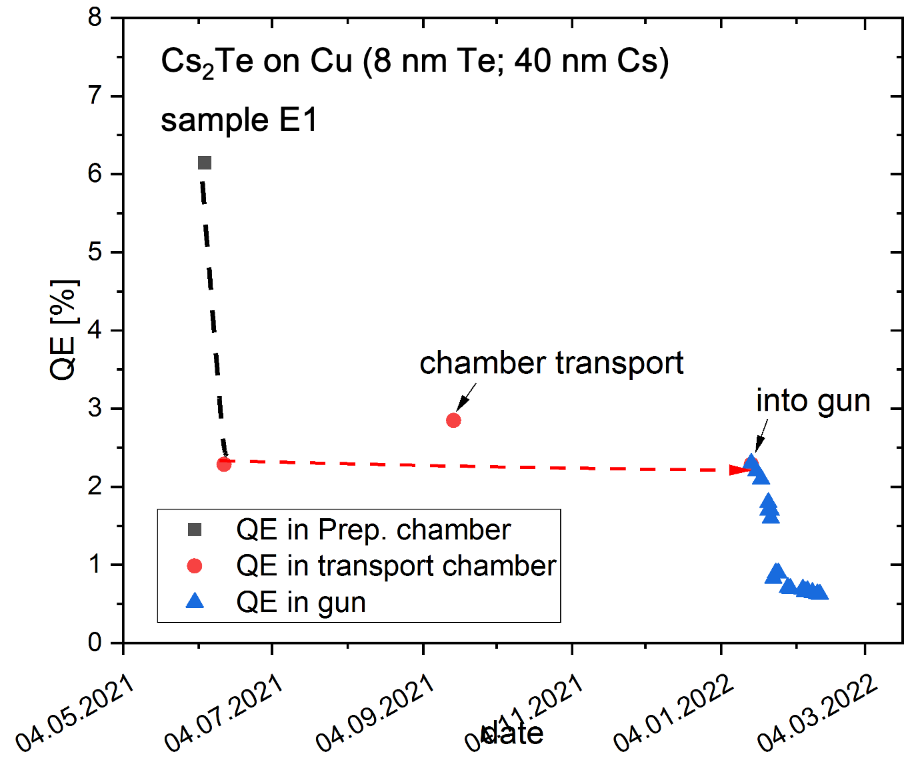 Cs₂Te on Cu (8 nm Te; 40 nm Cs)
sample E1
chamber transport
into gun
QE in Prep. chamber
QE in transport chamber
QE in gun
QE [%]
8
7
6
5
4
3
2
1
0
04.05.2021
04.07.2021
04.09.2021
04.11.2021
04.01.2022
04.03.2022
date